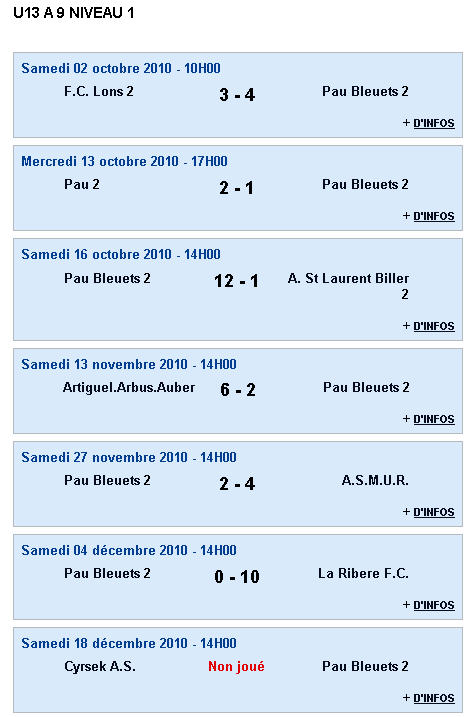 U13 A 9 NIVEAU 1
Samedi 02 octobre 2010 - 10H00
F.C. Lons 2 3 - 4 Pau Bleuets 2
+ D'INFOS
Mercredi 13 octobre 2010 - 17H00
Pau 2 2 - 1 Pau Bleuets 2
+ D'INFOS
Samedi 16 octobre 2010 - 14H00
Pau Bleuets 2 12 - 1 A. St Laurent Biller
2
+ D'INFOS
Samedi 13 novembre 2010 - 14H00
Artiguel.Arbus.Auber 6 - 2 Pau Bleuets 2
+ D'INFOS
Samedi 27 novembre 2010 - 14H00
Pau Bleuets 2 2 - 4 A.S.M.U.R.
+ D'INFOS
Samedi 04 décembre 2010 - 14H00
Pau Bleuets 2 0 - 10 La Ribere F.C.
+ D'INFOS
Samedi 18 décembre 2010 - 14H00
Cyrsek A.S. Non joué Pau Bleuets 2
+ D'INFOS